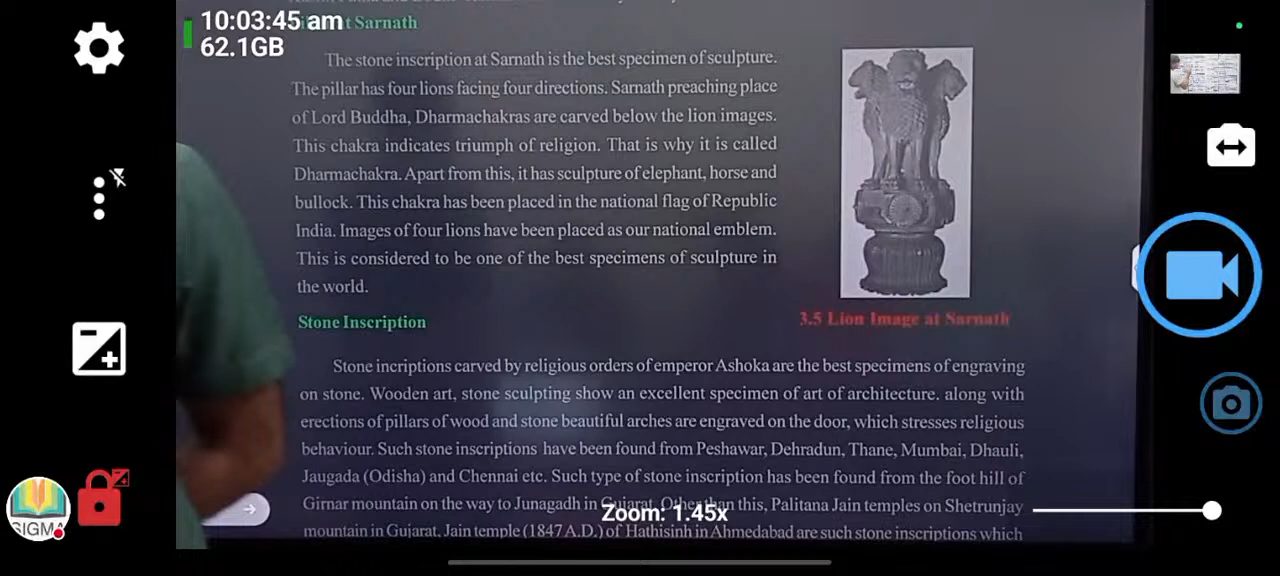 10:03:45 am
62.1GB
t Sarnath
The stone inscription at Sarnath is the best specimen of sculpture.
The pillar has four lions facing four directions. Sarnath preaching place
of Lord Buddha, Dharmachakras are carved below the lion images.
This chakra indicates triumph of religion. That is why it is called
Dharmachakra. Apart from this, it has sculpture of elephant, horse and
bullock. This chakra has been placed in the national flag of Republic
India. Images of four lions have been placed as our national emblem.
This is considered to be one of the best specimens of sculpture in
the world.
3.5 Lion Image at Sarnath
Stone Inscription
Stone incriptions carved by religious orders of emperor Ashoka are the best specimens of engraving
on stone. Wooden art, stone sculpting show an excellent specimen of art of architecture. along with
erections of pillars of wood and stone beautiful arches are engraved on the door, which stresses religious
behaviour. Such stone inscriptions have been found from Peshawar, Dehradun, Thane, Mumbai, Dhauli,
Jaugada (Odisha) and Chennai etc. Such type of stone inscription has been found from the foot hill of
Girnar mountain on the way to Junagadh in Gujarat. Other than this, Palitana Jain temples on Shetrunjay
mountain in Gujarat, Jain temple (1847 A.D.) of Hathisinh in Ahmedabad are such stone inscriptions which
Zoom: 1.45x
SIGMA